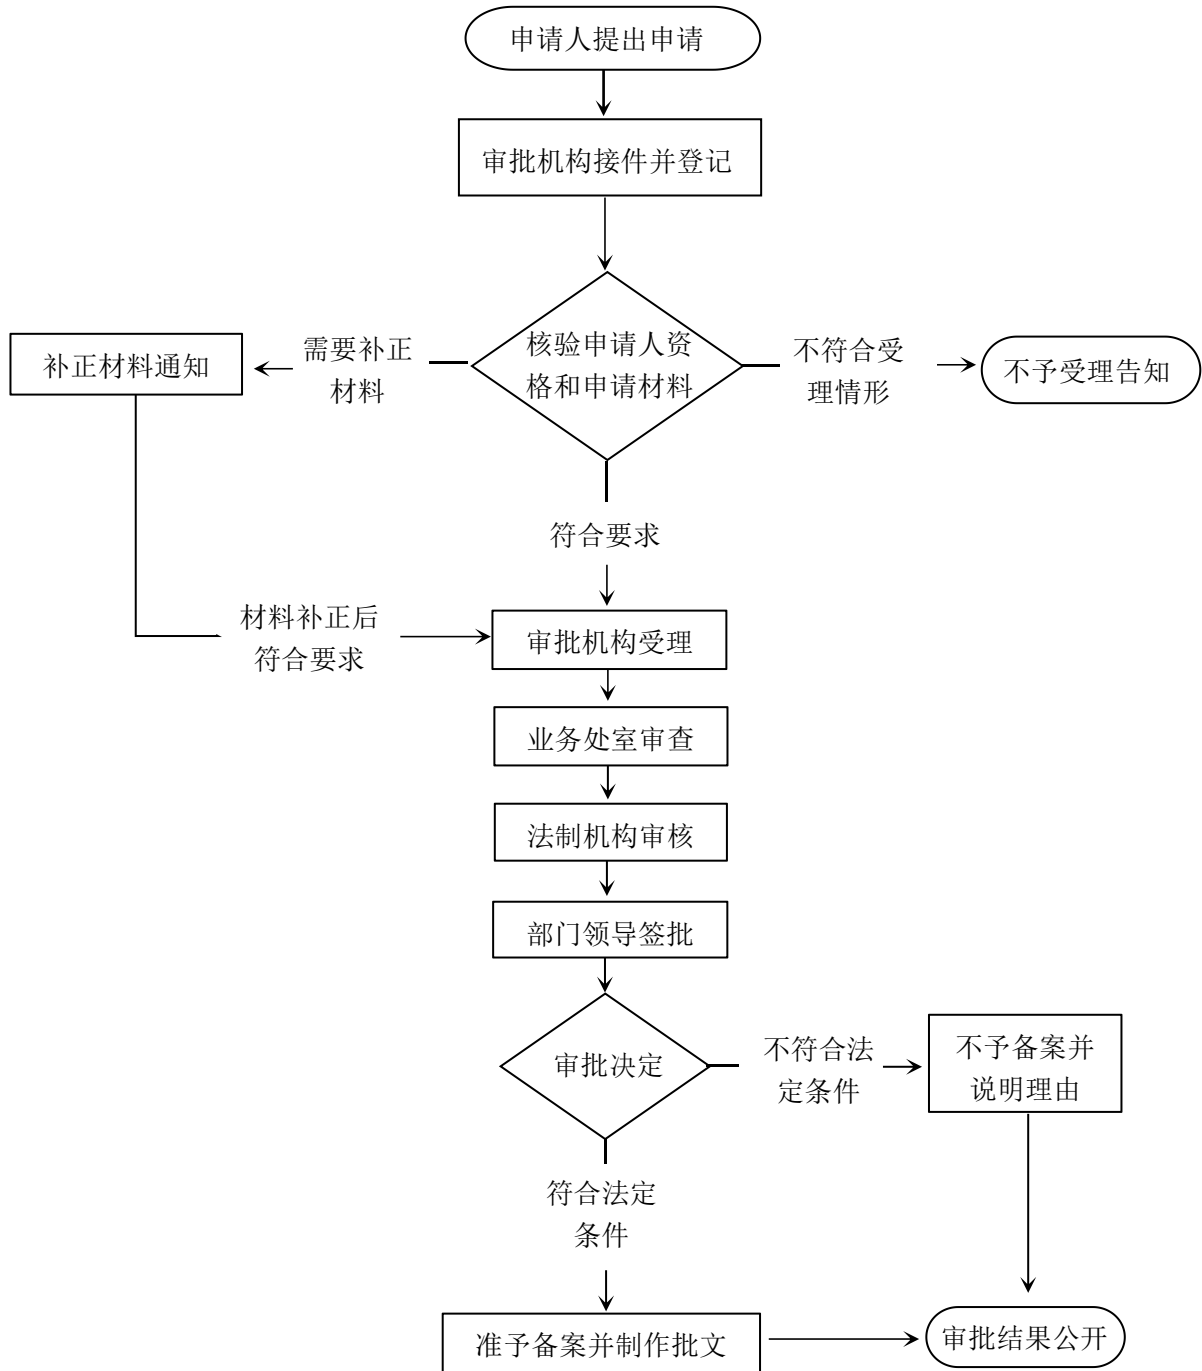 申请人提出申请
审批机构接件并登记
核验申请人资
格和申请材料
需要补正
材料
补正材料通知
不符合受
理情形
不予受理告知
符合要求
材料补正后
符合要求
审批机构受理
业务处室审查
法制机构审核
部门领导签批
审批决定
不符合法
定条件
不予备案并
说明理由
符合法定
条件
准予备案并制作批文
审批结果公开